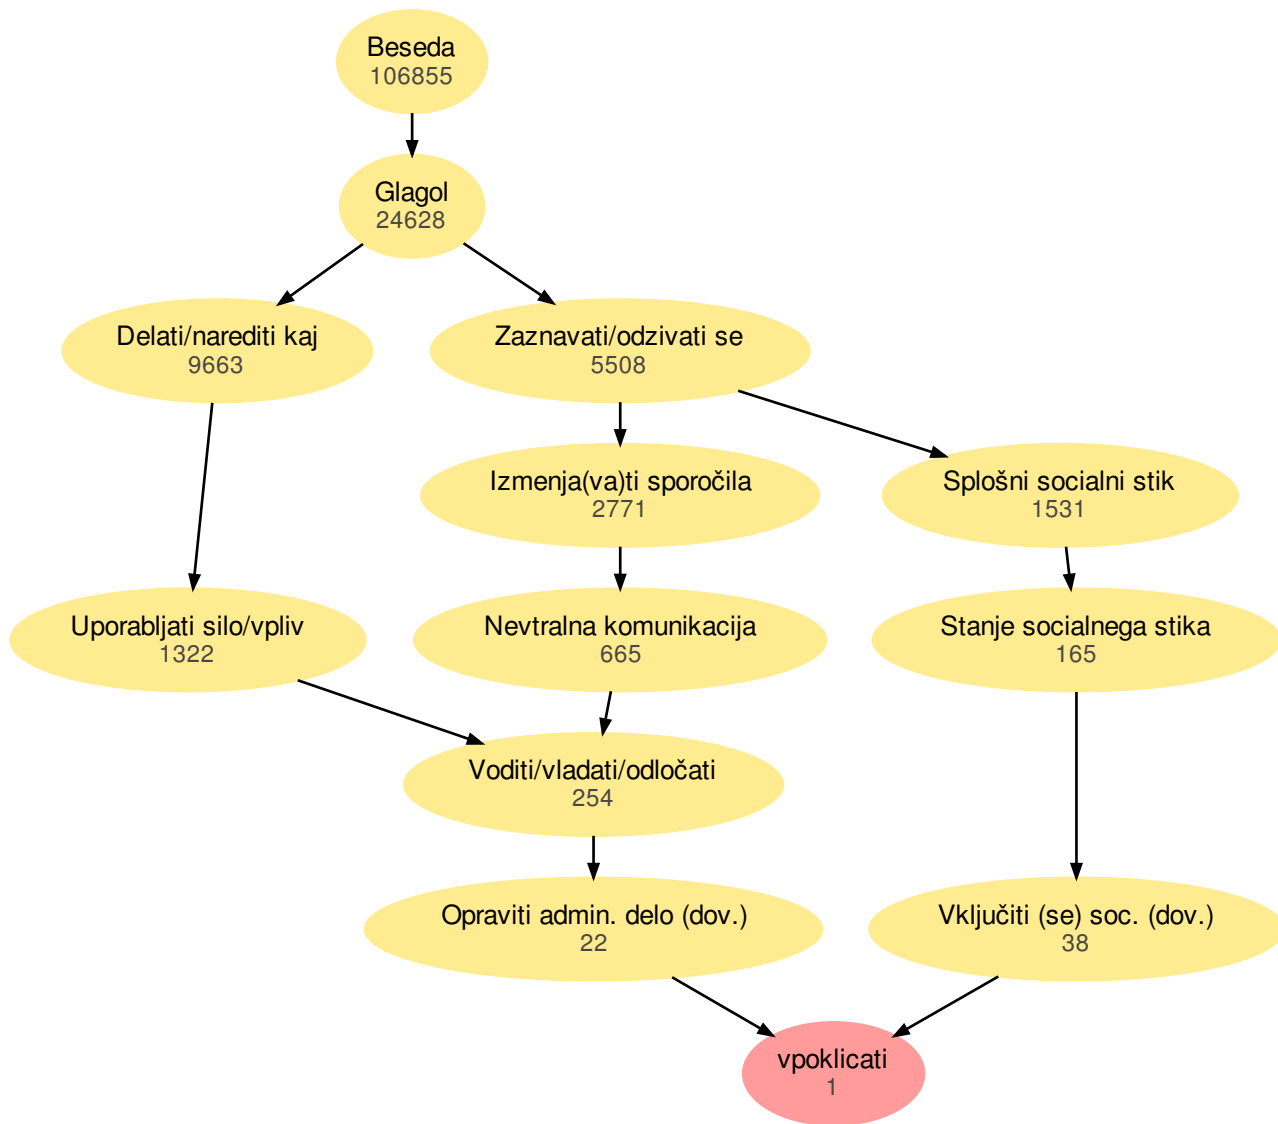 Beseda
106855
Glagol
24628
Delati/narediti kaj
9663
Zaznavati/odzivati se
5508
Izmenja(va)ti sporočila
2771
Splošni socialni stik
1531
Uporabljati silo/vpliv
1322
Nevtralna komunikacija
665
Stanje socialnega stika
165
Voditi/vladati/odločati
254
Opraviti admin. delo (dov.)
22
Vključiti (se) soc. (dov.)
38
vpoklicati
1